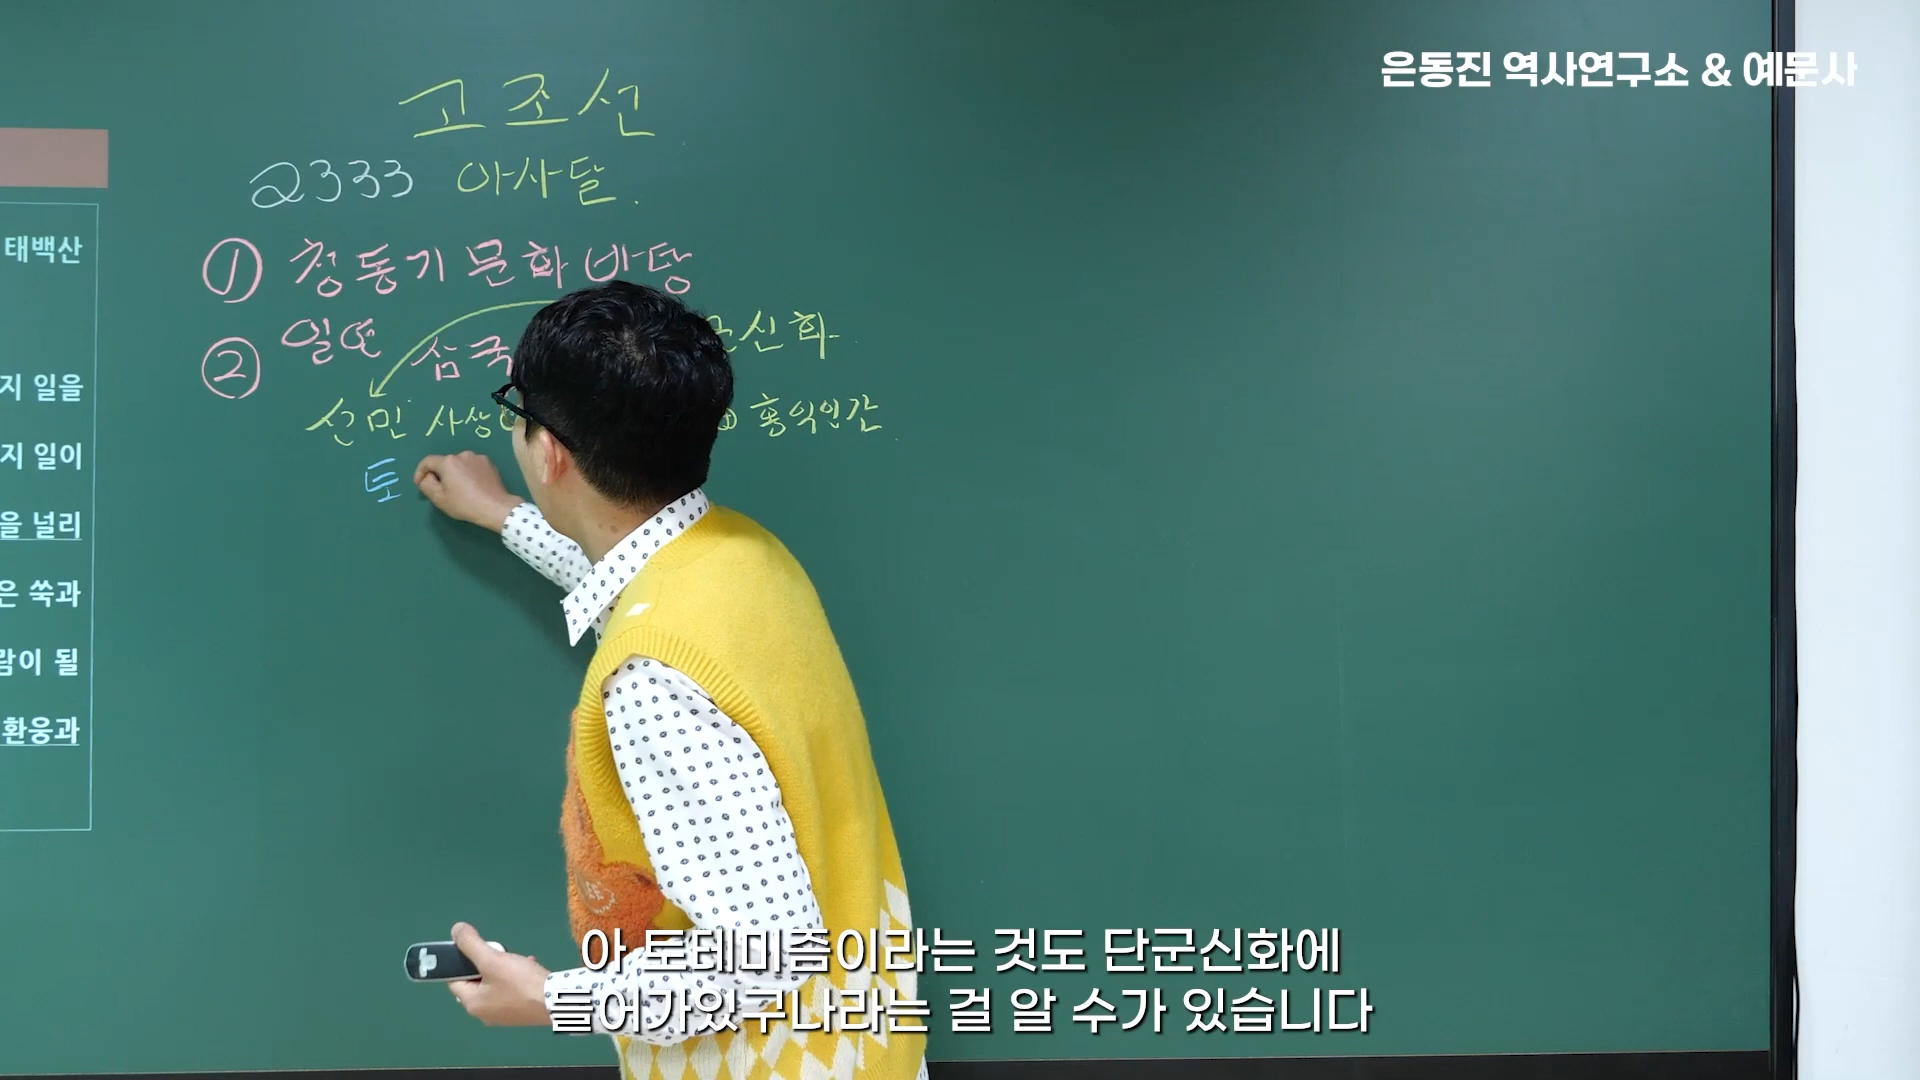 은동진 역사연구소 & 예문사
고조선
2333 아사달.
① 청동기 문화 바탕
② 일연 삼국 신화
선민 사상 홍익인간
토
태백산
지 일을
지 일이
을 널리
은 쑥과
람이 될
환웅과
아 토테미즘이라는 것도 단군신화에
들어가있구나라는 걸 알 수가 있습니다